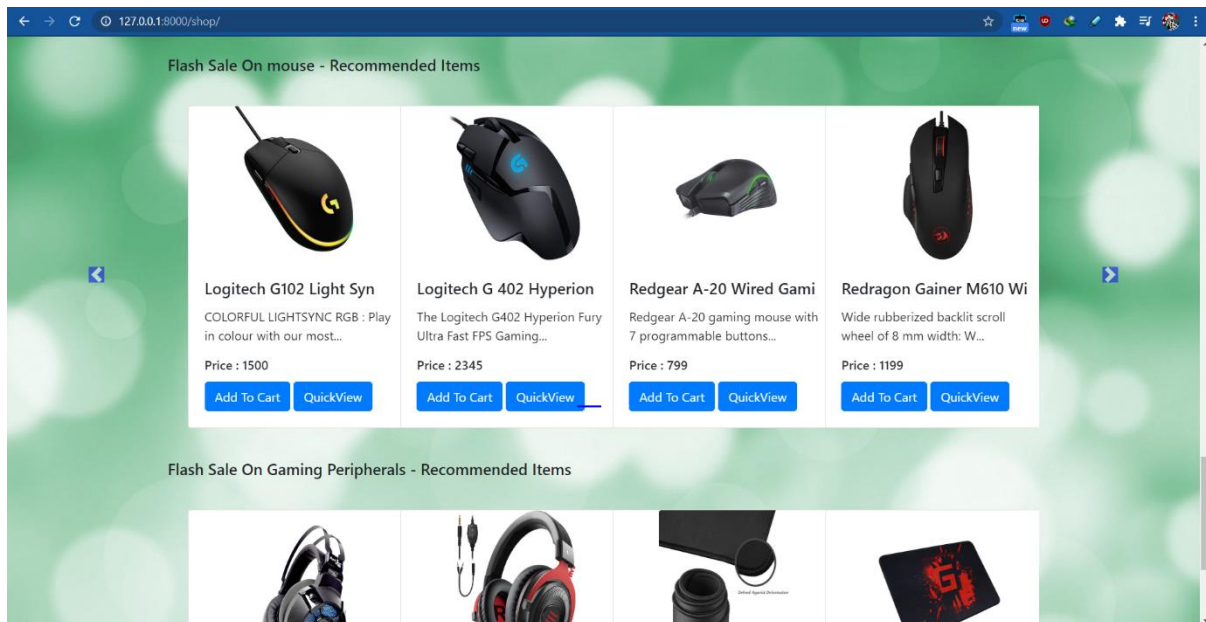 127.0.0.1:8000/shop/
new
Flash Sale On mouse - Recommended Items
Logitech G102 Light Syn
COLORFUL LIGHTSYNC RGB : Play
in colour with our most...
Price : 1500
Add To Cart QuickView
Logitech G 402 Hyperion
The Logitech G402 Hyperion Fury
Ultra Fast FPS Gaming...
Price : 2345
Add To Cart QuickView
Redgear A-20 Wired Gami
Redgear A-20 gaming mouse with
7 programmable buttons...
Price : 799
Add To Cart QuickView
Redragon Gainer M610 Wi
Wide rubberized backlit scroll
wheel of 8 mm width: W...
Price : 1199
Add To Cart QuickView
Flash Sale On Gaming Peripherals - Recommended Items